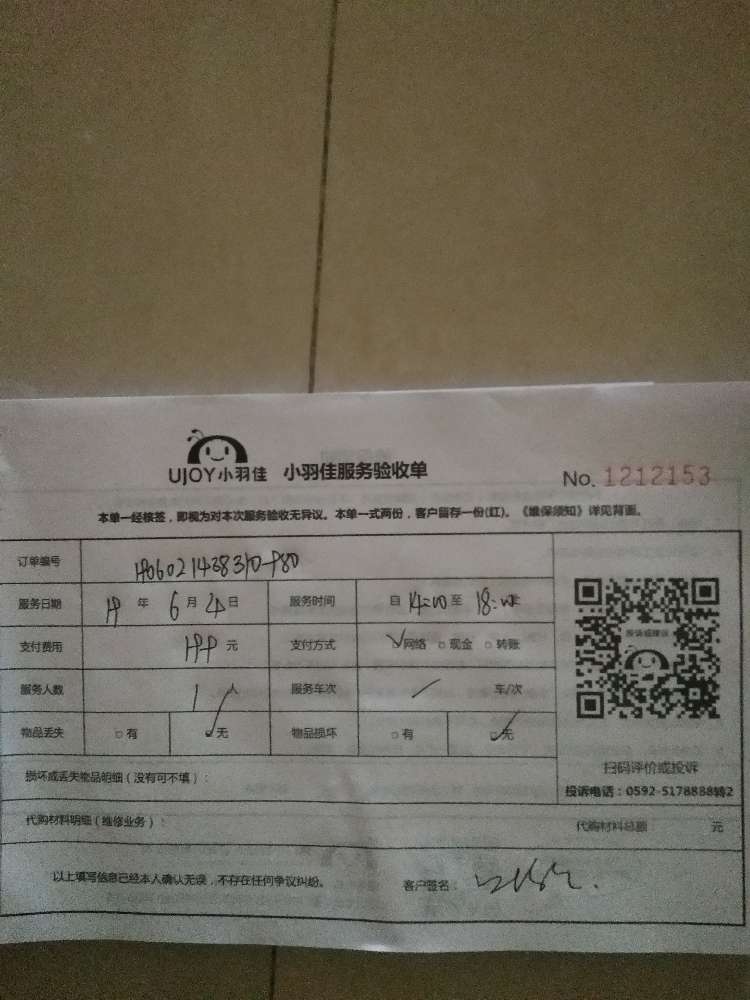 UJOY小羽佳 小羽佳服务验收单 No. 1212153
本单一经核签，即视为对本次服务验收无异议。本单一式两份，客户留存一份(红)。《维保须知》详见背面。
订单编号
服务日期 19 年 6 月 4 日 服务时间 自 14:00 至 18:00
支付费用 199 元 支付方式 ✓网络 □现金 □转账
服务人数 1 人 服务车次 / 车/次
物品丢失 □有 ✓无 物品损坏 □有 ✓无
损坏或丢失物品明细（没有可不填）：
扫码评价或投诉
投诉电话：0592-5178888转2
代购材料明细（维修业务）： 代购材料总额 元
以上填写信息已经本人确认无误，不存在任何争议纠纷。 客户签名：